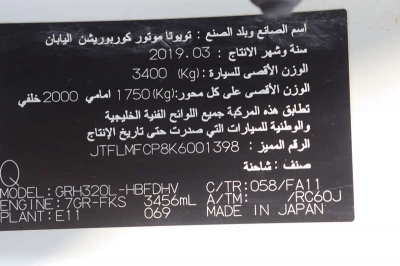 أسم الصانع وبلد الصنع : تويوتا موتور كوربوريشن اليابان
سنة وشهر الانتاج : 2019.03
الوزن الأقصى للسيارة : (Kg) 3400
الوزن الأقصى على كل محور: (Kg)1750 امامي 2000 خلفي
تطابق هذه المركبة جميع اللوائح الفنية الخليجية
والوطنية للسيارات التي صدرت حتى تاريخ الإنتاج
الرقم المميز : JTFLMFCP8K6001398
صنف : شاحنة
MODEL: GRH320L-HBFDHV C/TR: 058/FA11
ENGINE: 7GR-FKS 3456mL A/TM: /RC60J
PLANT: E11 069 MADE IN JAPAN